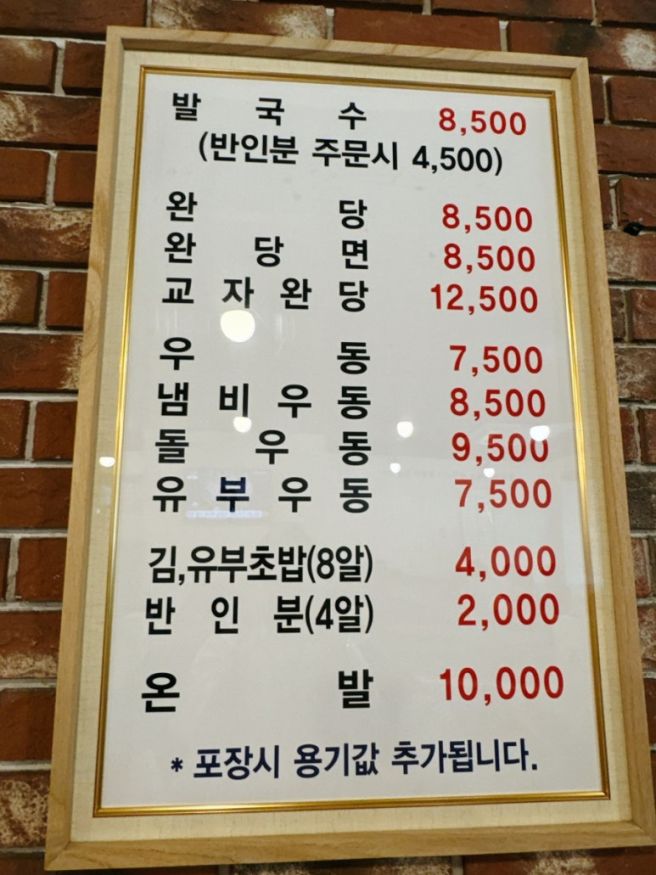 발국수 8,500
(반인분 주문시 4,500)
완당 8,500
완당면 8,500
교자완당 12,500
우동 7,500
냄비우동 8,500
돌우동 9,500
유부우동 7,500
김,유부초밥(8알) 4,000
반인분(4알) 2,000
온발 10,000
* 포장시 용기값 추가됩니다.